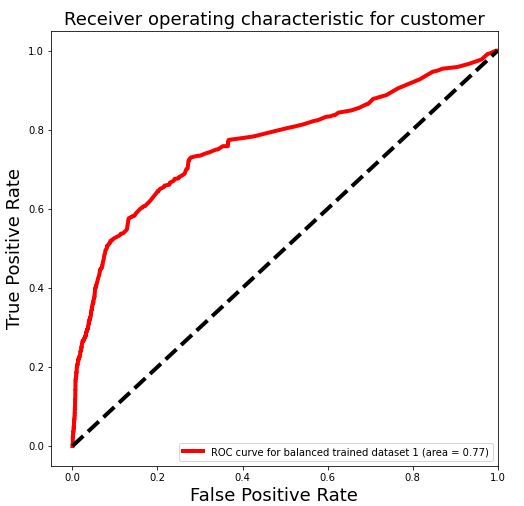 Receiver operating characteristic for customer
True Positive Rate
1.0
0.8
0.6
0.4
0.2
0.0
ROC curve for balanced trained dataset 1 (area = 0.77)
0.0 0.2 0.4 0.6 0.8 1.0
False Positive Rate